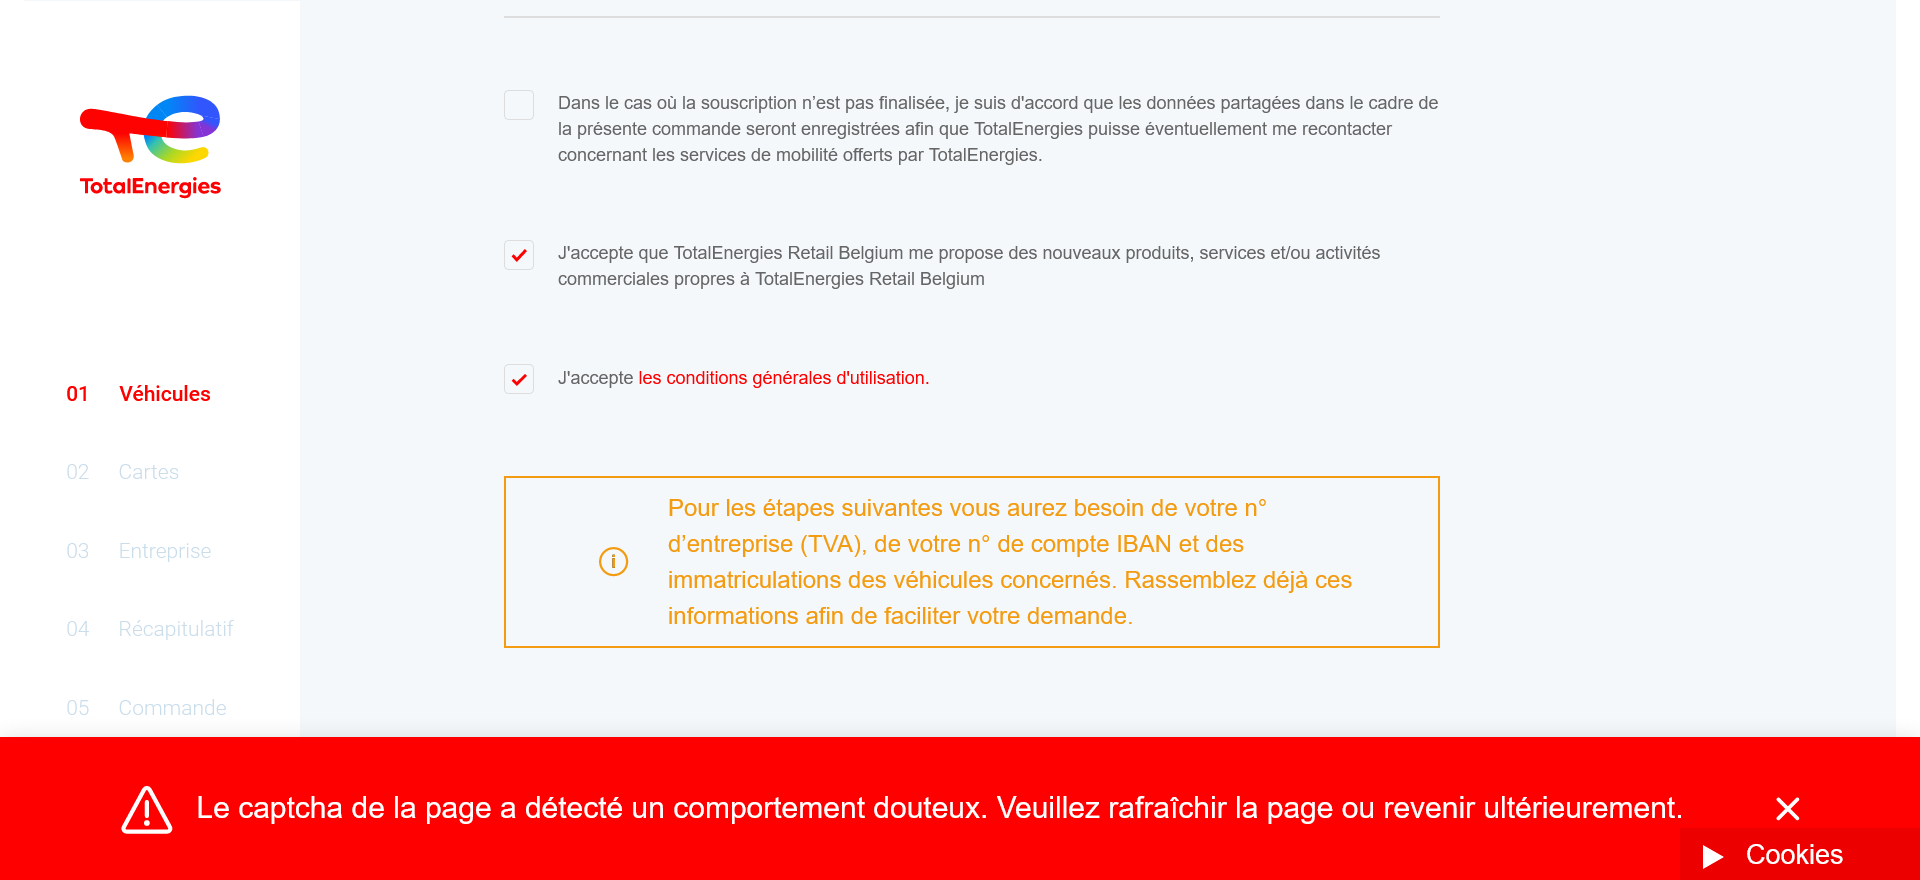 TotalEnergies
01 Véhicules
02 Cartes
03 Entreprise
04 Récapitulatif
05 Commande
Dans le cas où la souscription n’est pas finalisée, je suis d'accord que les données partagées dans le cadre de
la présente commande seront enregistrées afin que TotalEnergies puisse éventuellement me recontacter
concernant les services de mobilité offerts par TotalEnergies.
J'accepte que TotalEnergies Retail Belgium me propose des nouveaux produits, services et/ou activités
commerciales propres à TotalEnergies Retail Belgium
J'accepte les conditions générales d'utilisation.
Pour les étapes suivantes vous aurez besoin de votre n°
d’entreprise (TVA), de votre n° de compte IBAN et des
immatriculations des véhicules concernés. Rassemblez déjà ces
informations afin de faciliter votre demande.
Le captcha de la page a détecté un comportement douteux. Veuillez rafraîchir la page ou revenir ultérieurement.
Cookies